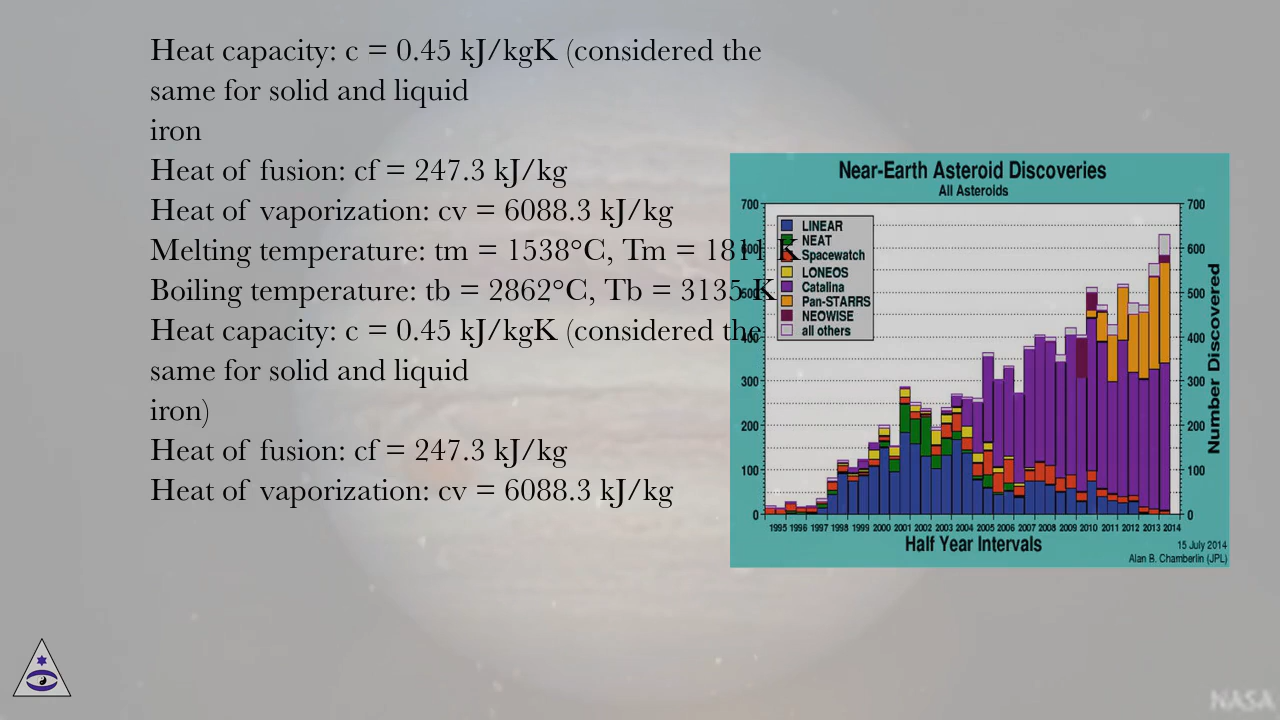 Heat capacity: c = 0.45 kJ/kgK (considered the
same for solid and liquid
iron
Heat of fusion: cf = 247.3 kJ/kg
Heat of vaporization: cv = 6088.3 kJ/kg
Melting temperature: tm = 1538°C, Tm = 1811 K
Boiling temperature: tb = 2862°C, Tb = 3135 K
Heat capacity: c = 0.45 kJ/kgK (considered the
same for solid and liquid
iron)
Heat of fusion: cf = 247.3 kJ/kg
Heat of vaporization: cv = 6088.3 kJ/kg
Near-Earth Asteroid Discoveries
All Asteroids
700 700
600 600
500 500
400 400
300 300
200 200
100 100
0 0
LINEAR
NEAT
Spacewatch
LONEOS
Catalina
Pan-STARRS
NEOWISE
all others
Number Discovered
1995 1996 1997 1998 1999 2000 2001 2002 2003 2004 2005 2006 2007 2008 2009 2010 2011 2012 2013 2014
Half Year Intervals
15 July 2014
Alan B. Chamberlin (JPL)
NASA